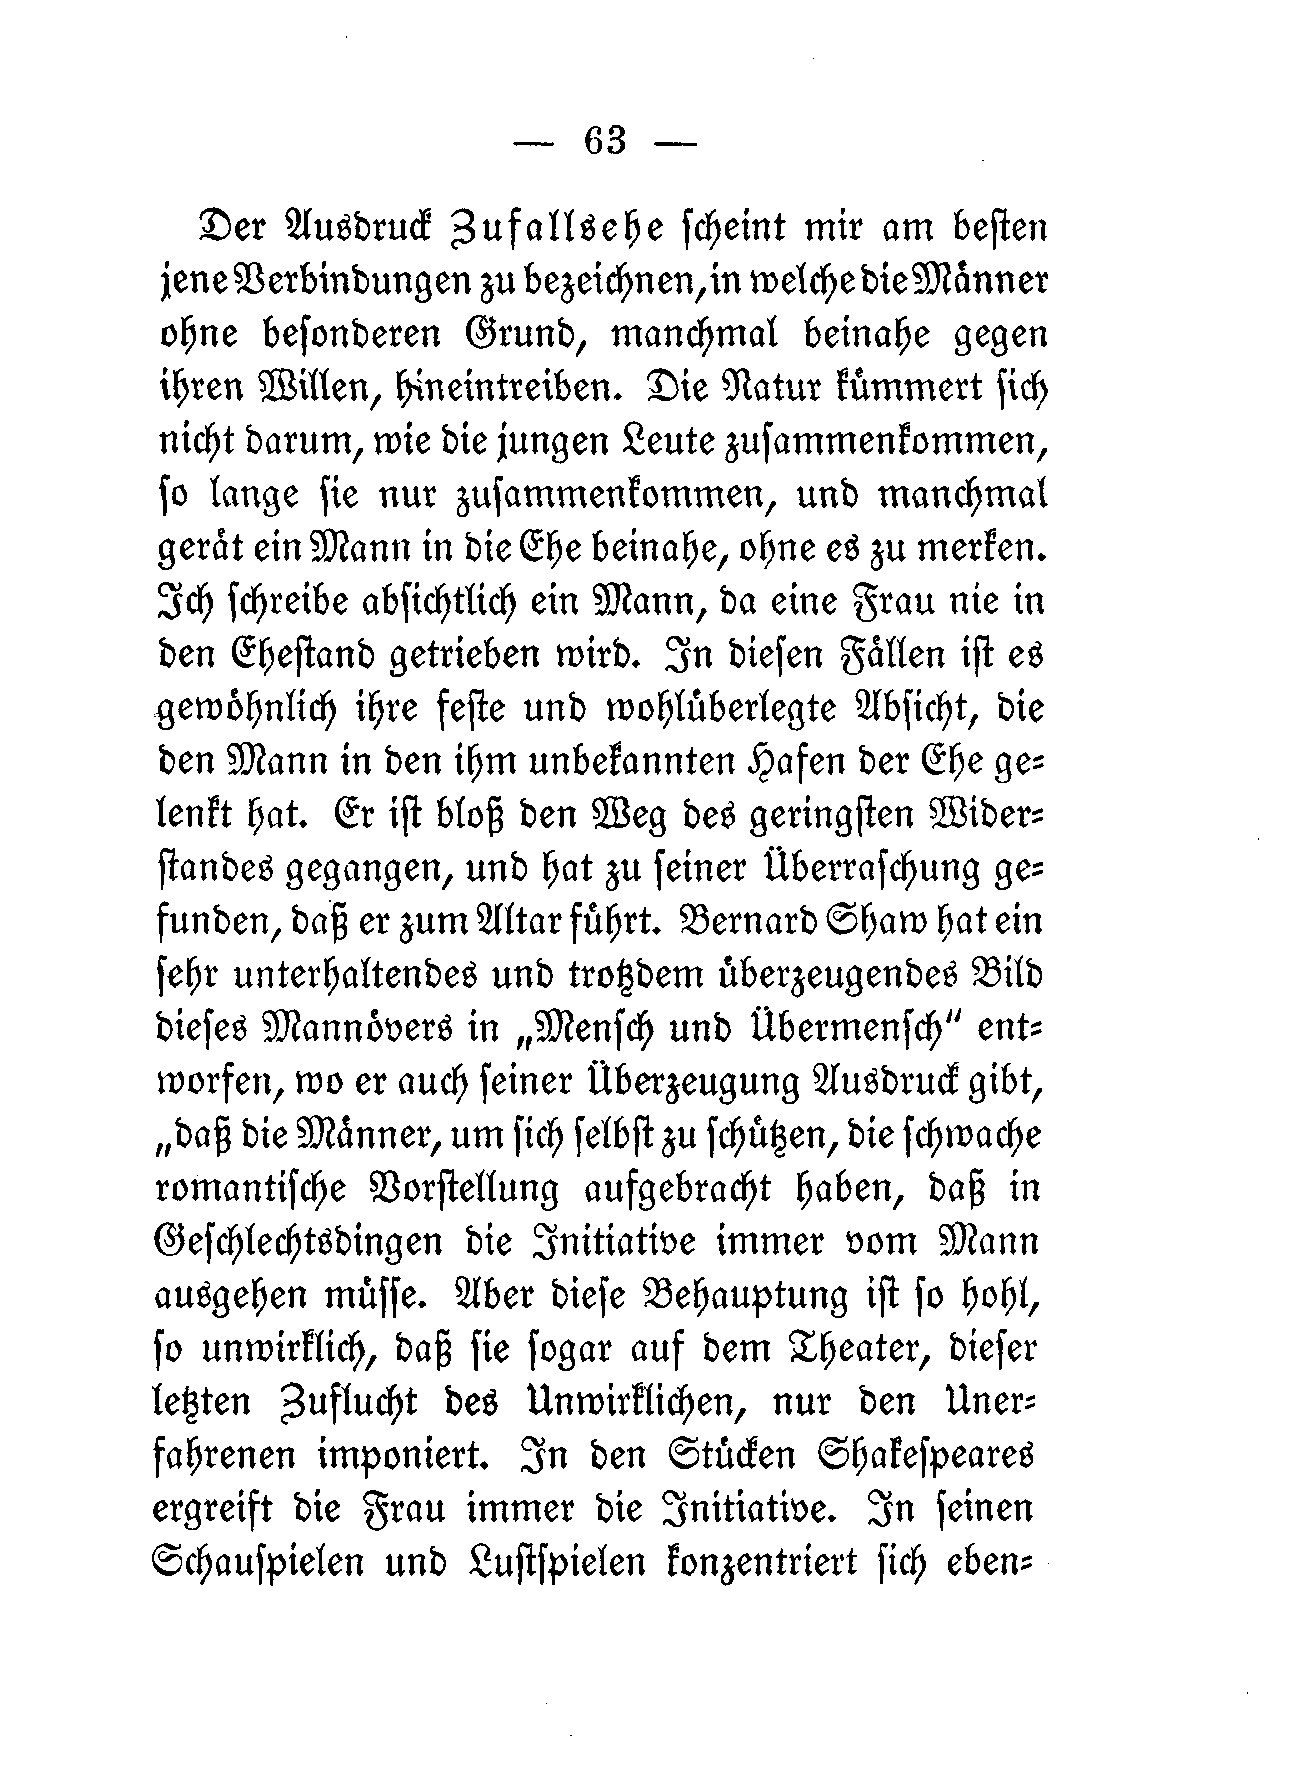 — 63 —
Der Ausdruck Zufallsehe scheint mir am besten
jene Verbindungen zu bezeichnen, in welche die Männer
ohne besonderen Grund, manchmal beinahe gegen
ihren Willen, hineintreiben. Die Natur kümmert sich
nicht darum, wie die jungen Leute zusammenkommen,
so lange sie nur zusammenkommen, und manchmal
gerät ein Mann in die Ehe beinahe, ohne es zu merken.
Ich schreibe absichtlich ein Mann, da eine Frau nie in
den Ehestand getrieben wird. In diesen Fällen ist es
gewöhnlich ihre feste und wohlüberlegte Absicht, die
den Mann in den ihm unbekannten Hafen der Ehe ge-
lenkt hat. Er ist bloß den Weg des geringsten Wider-
standes gegangen, und hat zu seiner Überraschung ge-
funden, daß er zum Altar führt. Bernard Shaw hat ein
sehr unterhaltendes und trotzdem überzeugendes Bild
dieses Mannövers in „Mensch und Übermensch" ent-
worfen, wo er auch seiner Überzeugung Ausdruck gibt,
„daß die Männer, um sich selbst zu schützen, die schwache
romantische Vorstellung aufgebracht haben, daß in
Geschlechtsdingen die Initiative immer vom Mann
ausgehen müsse. Aber diese Behauptung ist so hohl,
so unwirklich, daß sie sogar auf dem Theater, dieser
letzten Zuflucht des Unwirklichen, nur den Uner-
fahrenen imponiert. In den Stücken Shakespeares
ergreift die Frau immer die Initiative. In seinen
Schauspielen und Lustspielen konzentriert sich eben-